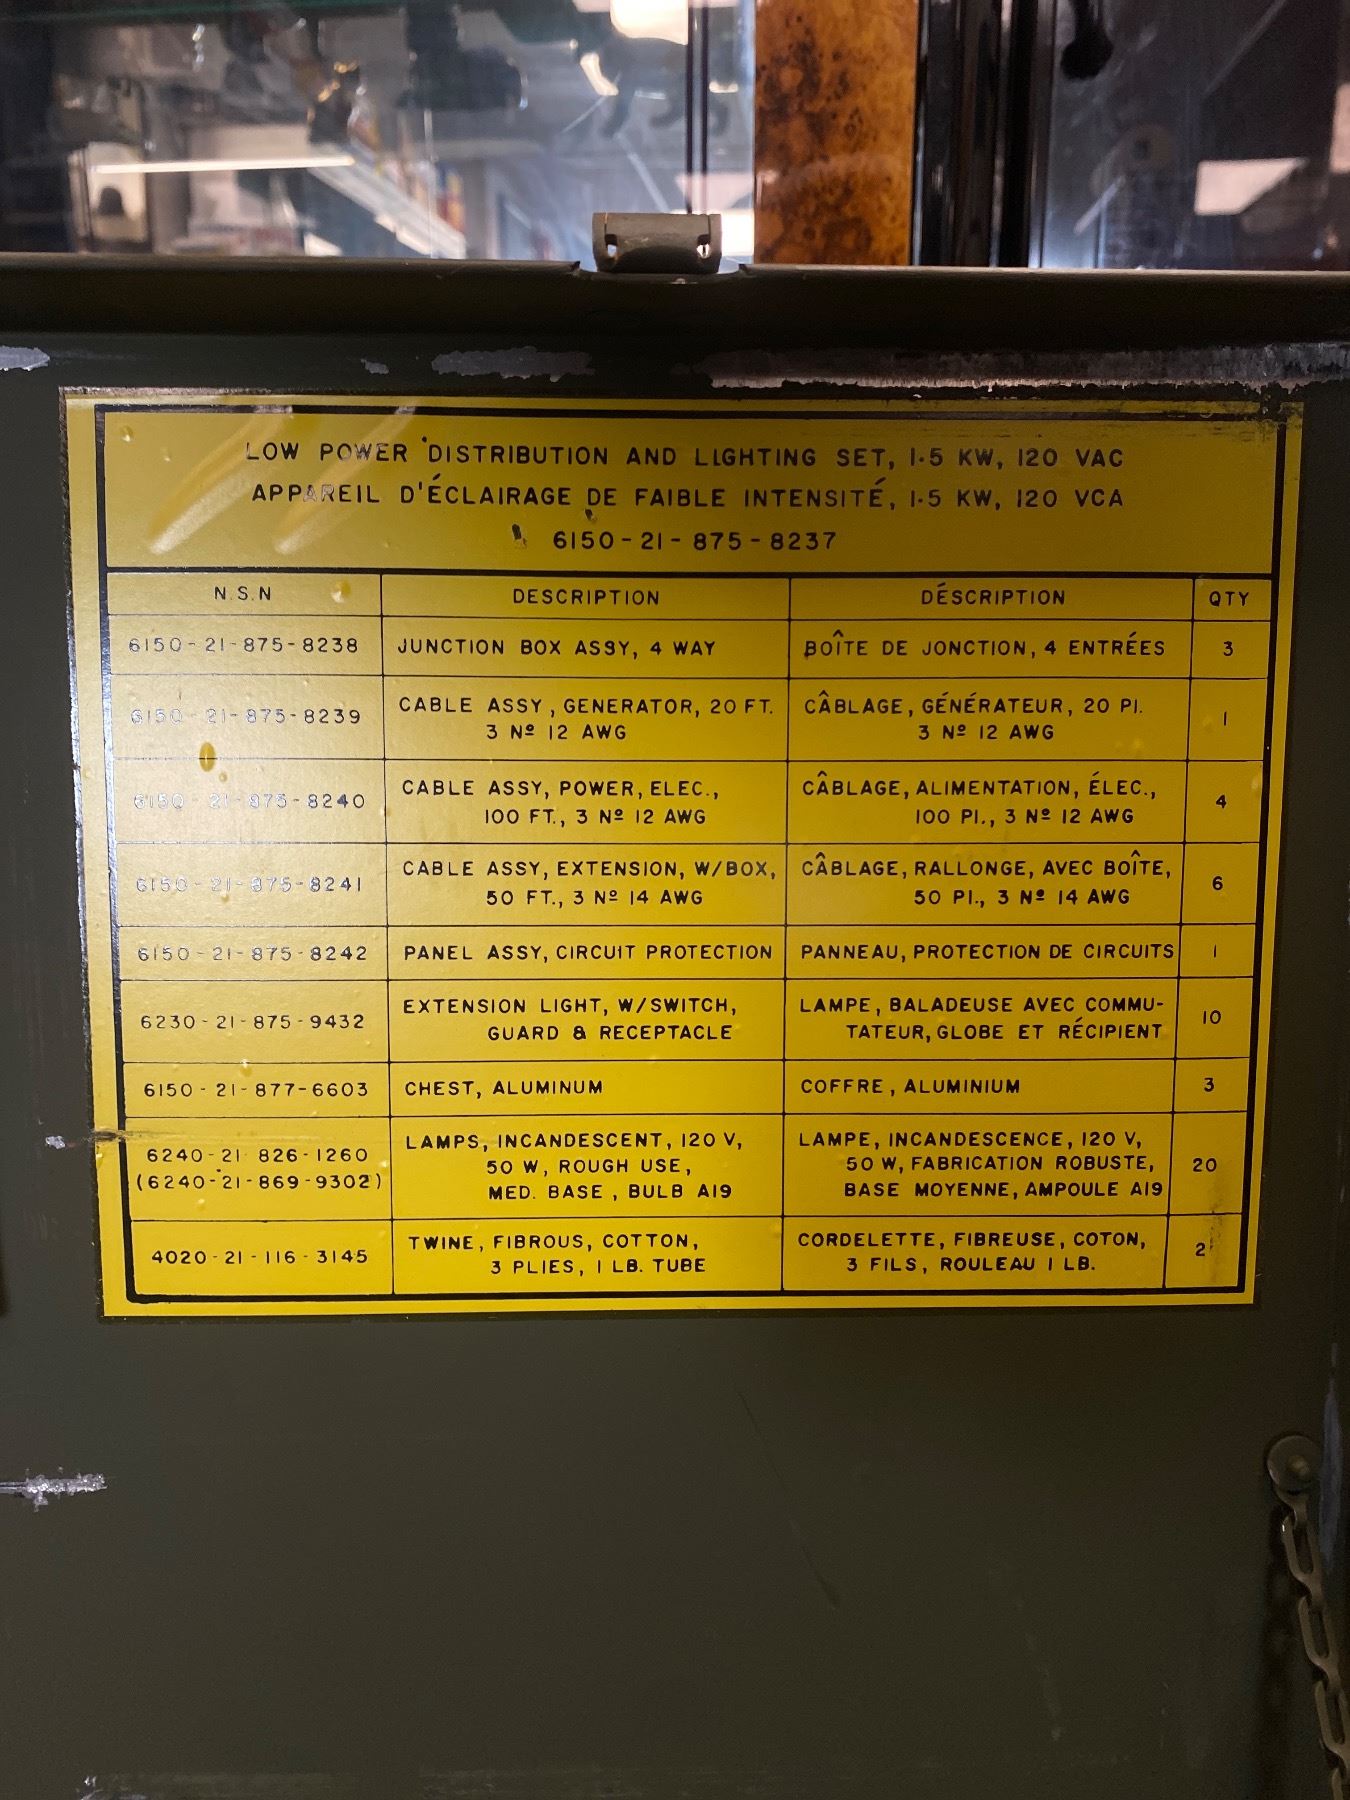 LOW POWER DISTRIBUTION AND LIGHTING SET, 1.5 KW, 120 VAC
APPAREIL D'ÉCLAIRAGE DE FAIBLE INTENSITÉ, 1.5 KW, 120 VCA
6150-21-875-8237
N.S.N DESCRIPTION DÉSCRIPTION QTY
6150-21-875-8238 JUNCTION BOX ASSY, 4 WAY BOÎTE DE JONCTION, 4 ENTRÉES 3
6150-21-875-8239 CABLE ASSY, GENERATOR, 20 FT. CÂBLAGE, GÉNÉRATEUR, 20 PI. 1
3 Nº 12 AWG 3 Nº 12 AWG
6150-21-875-8240 CABLE ASSY, POWER, ELEC., CÂBLAGE, ALIMENTATION, ÉLEC., 4
100 FT., 3 Nº 12 AWG 100 PI., 3 Nº 12 AWG
6150-21-875-8241 CABLE ASSY, EXTENSION, W/BOX, CÂBLAGE, RALLONGE, AVEC BOÎTE, 6
50 FT., 3 Nº 14 AWG 50 PI., 3 Nº 14 AWG
6150-21-875-8242 PANEL ASSY, CIRCUIT PROTECTION PANNEAU, PROTECTION DE CIRCUITS 1
6230-21-875-9432 EXTENSION LIGHT, W/SWITCH, LAMPE, BALADEUSE AVEC COMMU- 10
GUARD & RECEPTACLE TATEUR, GLOBE ET RÉCIPIENT
6150-21-877-6603 CHEST, ALUMINUM COFFRE, ALUMINIUM 3
6240-21 826-1260 LAMPS, INCANDESCENT, 120 V, LAMPE, INCANDESCENCE, 120 V, 20
(6240-21-869-9302) 50 W, ROUGH USE, 50 W, FABRICATION ROBUSTE,
MED. BASE, BULB A19 BASE MOYENNE, AMPOULE A19
4020-21-116-3145 TWINE, FIBROUS, COTTON, CORDELETTE, FIBREUSE, COTON, 2
3 PLIES, 1 LB. TUBE 3 FILS, ROULEAU 1 LB.